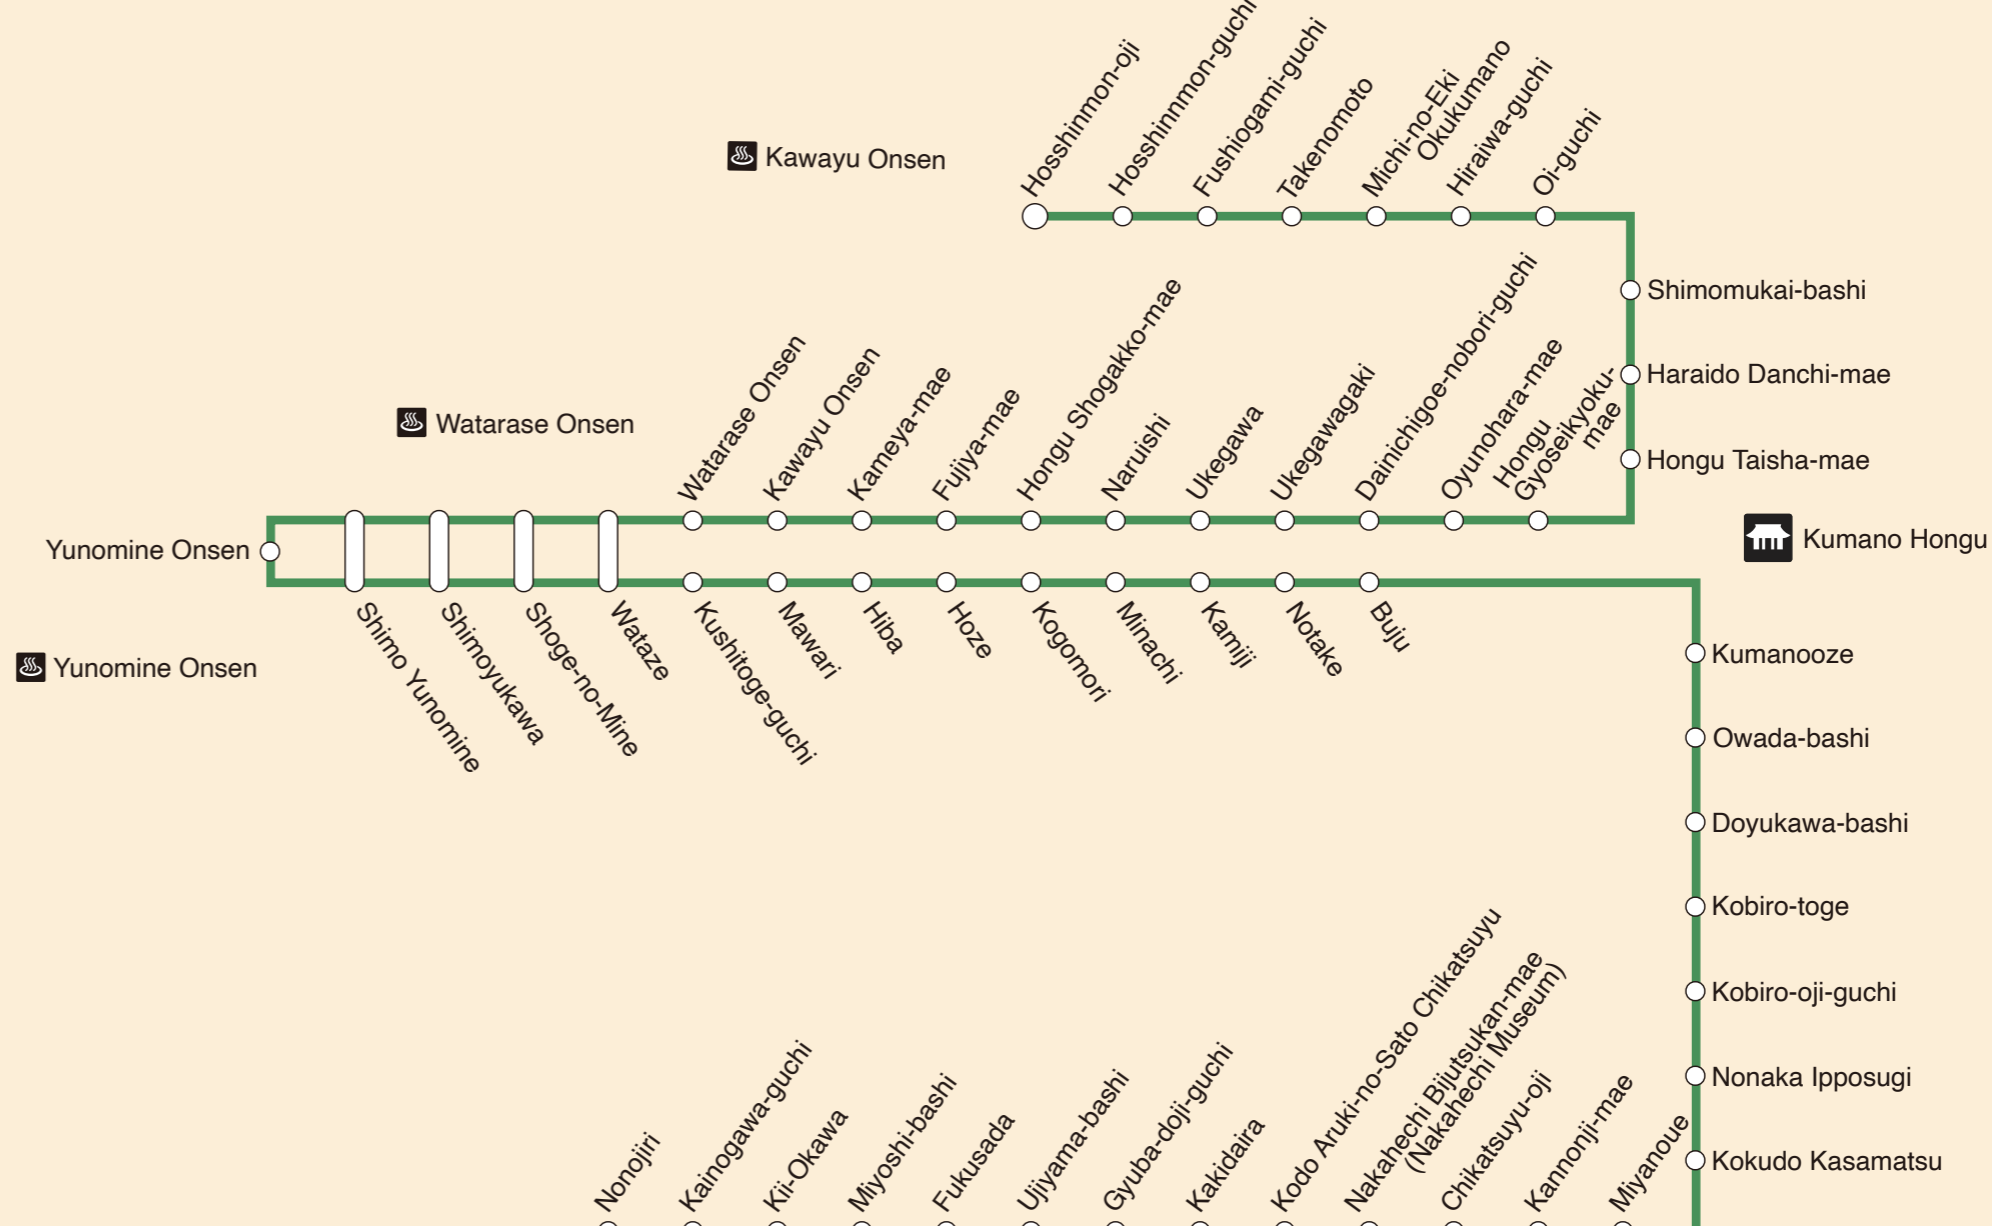 Kawayu Onsen
Hosshinmon-oji
Hosshinnmon-guchi
Fushiogami-guchi
Takenomoto
Michi-no-Eki
Okukumano
Hiraiwa-guchi
Oi-guchi
Shimomukai-bashi
Haraido Danchi-mae
Hongu Taisha-mae
Watarase Onsen
Watarase Onsen
Kawayu Onsen
Kameya-mae
Fujiya-mae
Hongu Shogakko-mae
Naruishi
Ukegawa
Ukegawagaki
Dainichigoe-nobori-guchi
Oyunohara-mae
Hongu
Gyoseikyoku-
mae
Yunomine Onsen
Kumano Hongu
Yunomine Onsen
Shimo Yunomine
Shimoyukawa
Shoge-no-Mine
Wataze
Kushitoge-guchi
Mawari
Hiba
Hoze
Kogomori
Minachi
Kamiji
Notake
Buju
Kumanooze
Owada-bashi
Doyukawa-bashi
Kobiro-toge
Kobiro-oji-guchi
Nonaka Ipposugi
Kokudo Kasamatsu
Nonojiri
Kainogawa-guchi
Kii-Okawa
Miyoshi-bashi
Fukusada
Ujiyama-bashi
Gyuba-doji-guchi
Kakidaira
Kodo Aruki-no-Sato Chikatsuyu
Nakahechi Bijutsukan-mae
(Nakahechi Museum)
Chikatsuyu-oji
Kannonji-mae
Miyanoue